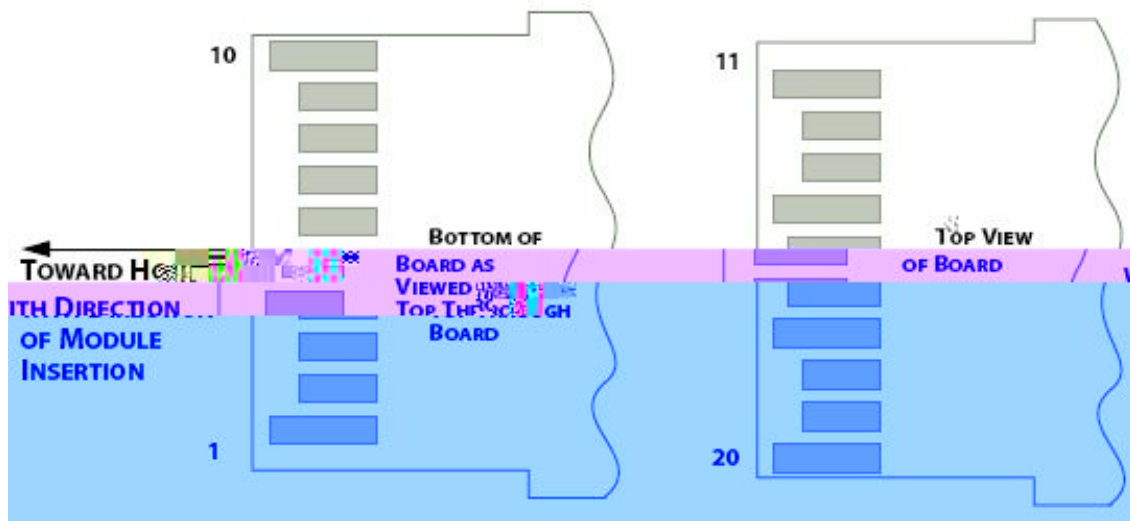 10
11
BOTTOM OF
BOARD AS
VIEWED
BOARD
TOP VIEW
OF BOARD
TOWARD
WITH DIRECTION
OF MODULE
INSERTION
1
20